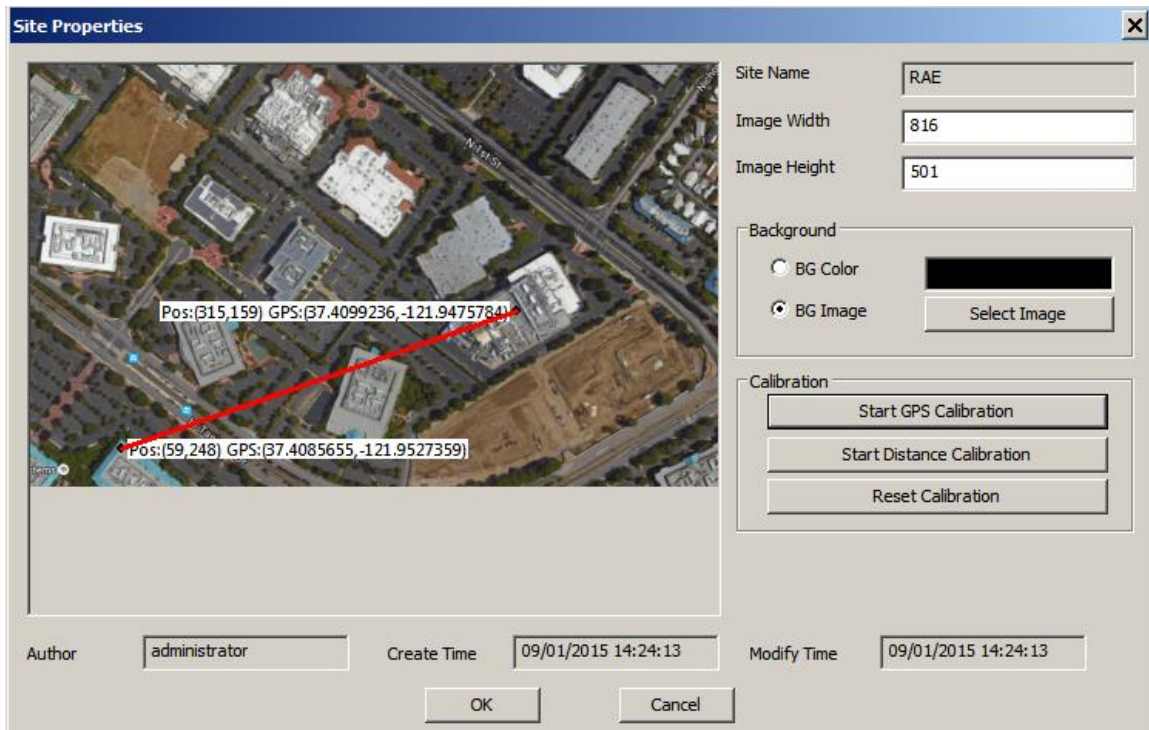 Site Properties
Site Name
RAE
Image Width
816
Image Height
501
N 1st St
Background
BG Color
BG Image
Select Image
Pos:(315,159) GPS:(37.4099236,-121.9475784)
Calibration
Start GPS Calibration
Start Distance Calibration
Reset Calibration
Pos:(59,248) GPS:(37.4085655,-121.9527359)
Author
administrator
Create Time
09/01/2015 14:24:13
Modify Time
09/01/2015 14:24:13
OK
Cancel